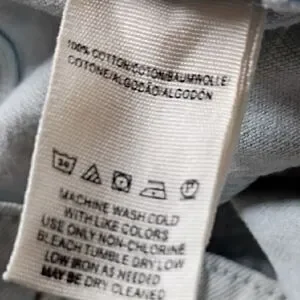 100% COTTON/COTON/BAUMWOLLE
COTONE/ALGODÃO/ALGODÓN
30 P
MACHINE WASH COLD
WITH LIKE COLORS
USE ONLY NON-CHLORINE
BLEACH TUMBLE DRY LOW
LOW IRON AS NEEDED
MAY BE DRY CLEANED